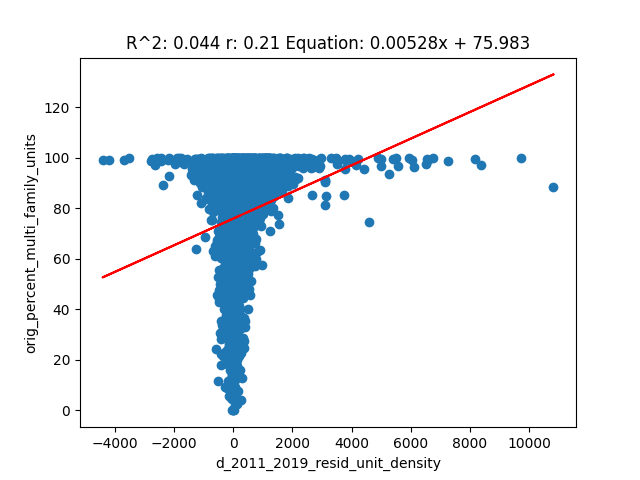 R^2: 0.044 r: 0.21 Equation: 0.00528x + 75.983
orig_percent_multi_family_units
120
100
80
60
40
20
0
−4000 −2000 0 2000 4000 6000 8000 10000
d_2011_2019_resid_unit_density